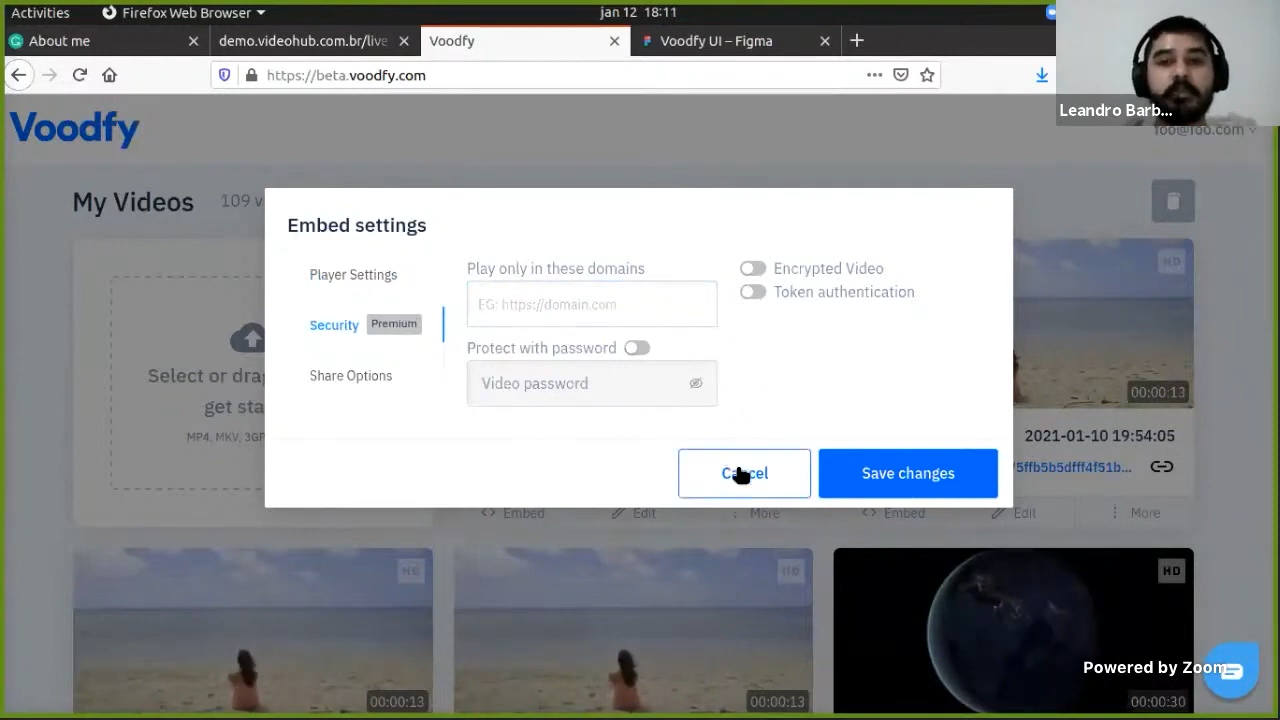 Activities
Firefox Web Browser
jan 12 18:11
About me
demo.videohub.com.br/live
Voodfy
Voodfy UI – Figma
https://beta.voodfy.com
Leandro Barb...
foo@foo.com
Voodfy
My Videos
109 v
Embed settings
Player Settings
Security
Premium
Share Options
Play only in these domains
EG: https://domain.com
Protect with password
Video password
Encrypted Video
Token authentication
Cancel
Save changes
Select or drag
get sta
MP4, MKV, 3GP
HD
00:00:13
2021-01-10 19:54:05
5ffb5b5dfff4f51b...
Embed
Edit
More
Embed
Edit
More
HD
00:00:13
HD
00:00:13
HD
00:00:30
Powered by Zoom